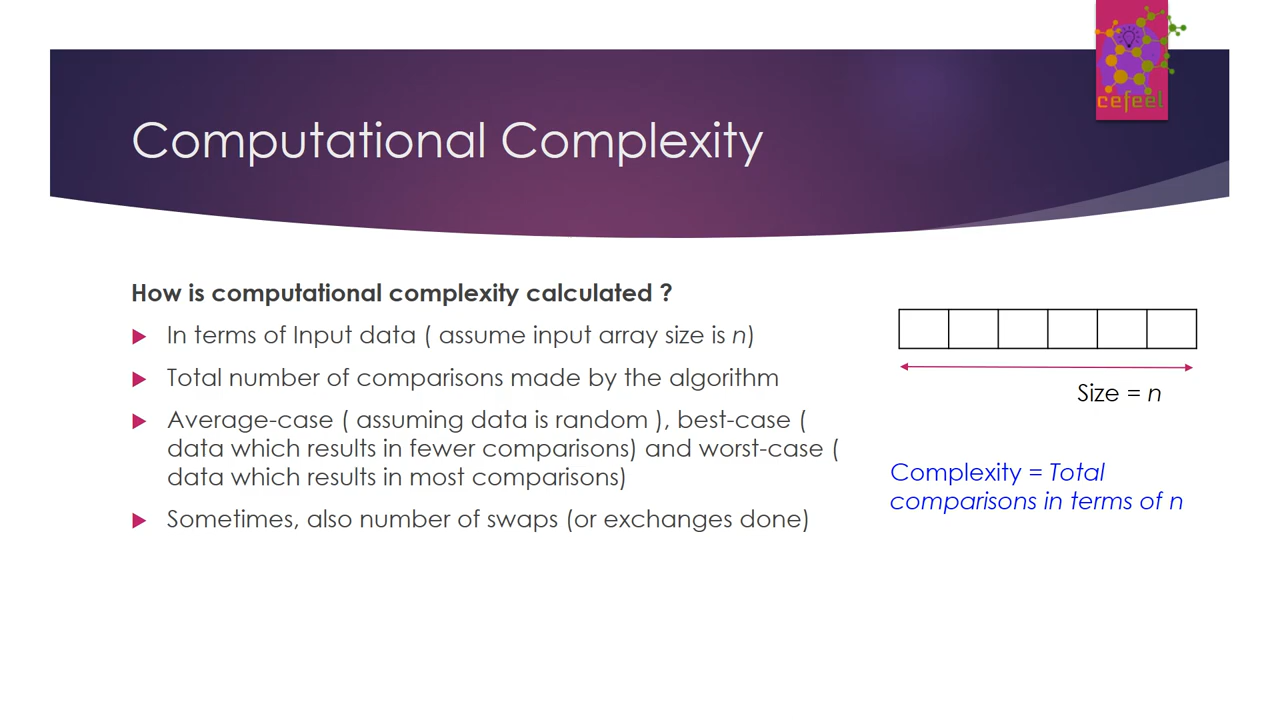 cefeel
Computational Complexity
How is computational complexity calculated ?
In terms of Input data ( assume input array size is n)
Total number of comparisons made by the algorithm
Average-case ( assuming data is random ), best-case (
data which results in fewer comparisons) and worst-case (
data which results in most comparisons)
Sometimes, also number of swaps (or exchanges done)
Size = n
Complexity = Total
comparisons in terms of n